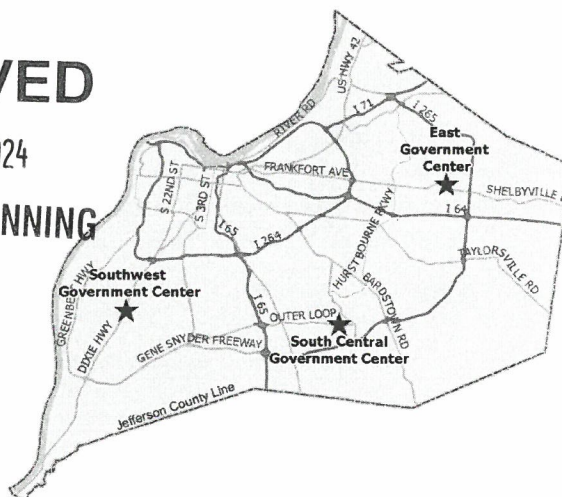 VED
024
NNING
US HWY 42
RIVER RD
I 71
I 265
East
Government
Center
FRANKFORT AVE
SHELBYVILLE
S 22ND ST
S 3RD ST
I 65
I 264
I 64
HURSTBOURNE PKWY
TAYLORSVILLE RD
BARDSTOWN RD
GREENBELT HWY
Southwest
Government Center
DIXIE HWY
I 65
OUTER LOOP
South Central
Government Center
GENE SNYDER FREEWAY
Jefferson County Line